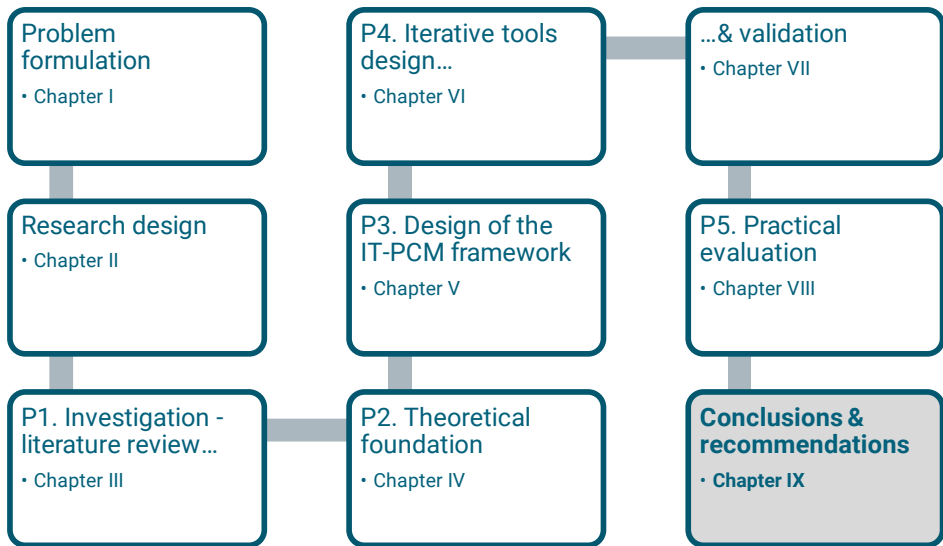 Problem
formulation
• Chapter I
Research design
• Chapter II
P1. Investigation -
literature review…
• Chapter III
P2. Theoretical
foundation
• Chapter IV
P3. Design of the
IT-PCM framework
• Chapter V
P4. Iterative tools
design…
• Chapter VI
…& validation
• Chapter VII
P5. Practical
evaluation
• Chapter VIII
Conclusions &
recommendations
• Chapter IX